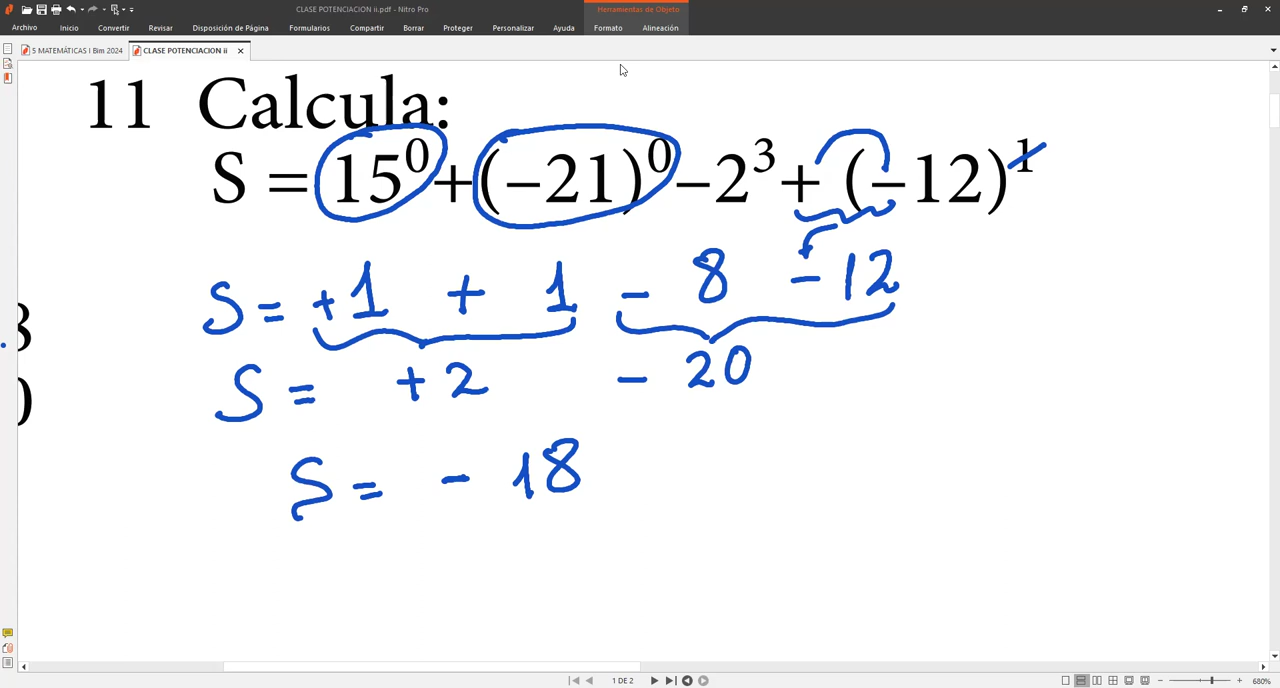 CLASE POTENCIACION ii.pdf - Nitro Pro
Herramientas de Objeto
Archivo Inicio Convertir Revisar Disposición de Página Formularios Compartir Borrar Proteger Personalizar Ayuda Formato Alineación
5 MATEMÁTICAS I Bim 2024 CLASE POTENCIACION ii
11 Calcula:
S = 15⁰+(−21)⁰−2³+ (−12)¹
S = +1 + 1 - 8 - 12
S = +2 - 20
S = - 18
1 DE 2
680%